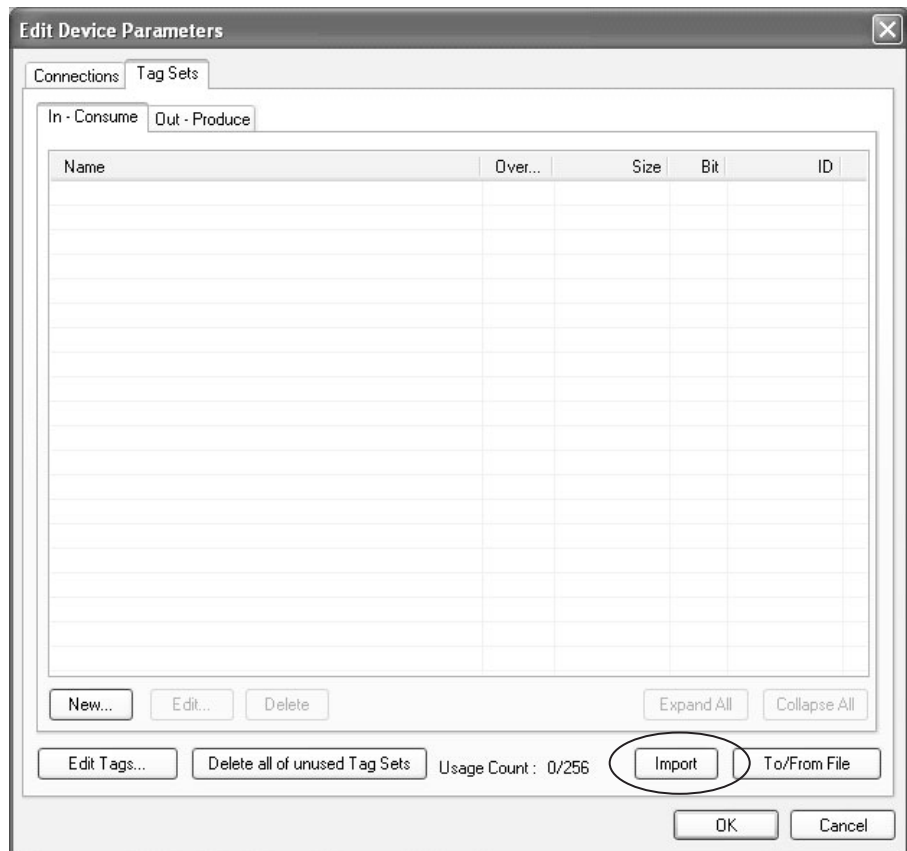 Edit Device Parameters
Connections Tag Sets
In - Consume Out - Produce
Name Over... Size Bit ID
New... Edit... Delete Expand All Collapse All
Edit Tags... Delete all of unused Tag Sets Usage Count : 0/256 Import To/From File
OK Cancel